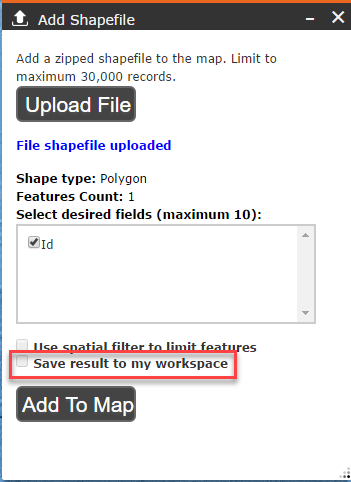 Add Shapefile
Add a zipped shapefile to the map. Limit to
maximum 30,000 records.
Upload File
File shapefile uploaded
Shape type: Polygon
Features Count: 1
Select desired fields (maximum 10):
Id
Use spatial filter to limit features
Save result to my workspace
Add To Map